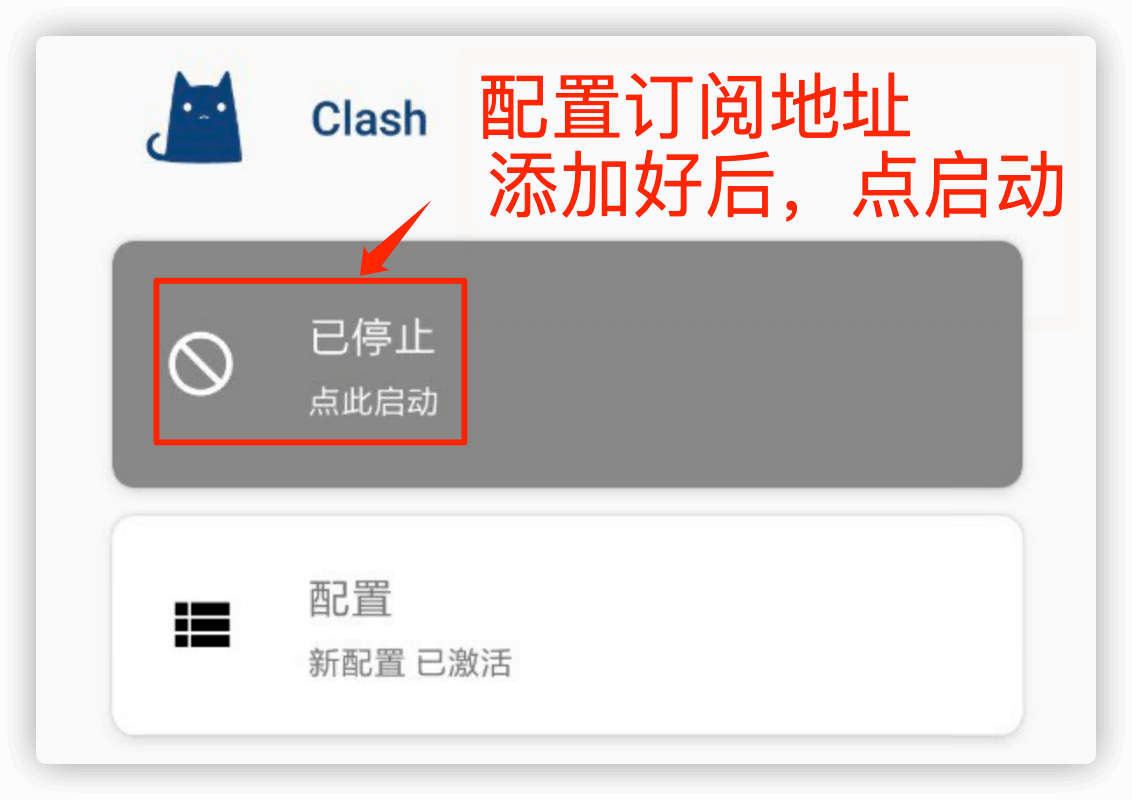 Clash
配置订阅地址
添加好后，点启动
已停止
点此启动
配置
新配置 已激活